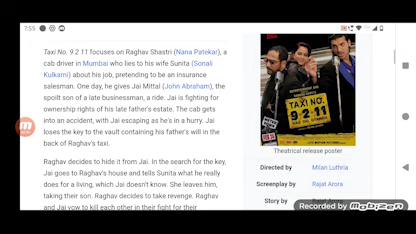 7:55
Taxi No. 9 2 11 focuses on Raghav Shastri (Nana Patekar), a
cab driver in Mumbai who lies to his wife Sunita (Sonali
Kulkarni) about his job, pretending to be an insurance
salesman. One day, he gives Jai Mittal (John Abraham), the
spoilt son of a late businessman, a ride. Jai is fighting for
ownership rights of his late father's estate. The cab gets
into an accident, with Jai escaping as he's in a hurry. Jai
loses the key to the vault containing his father's will in the
back of Raghav's taxi.
Raghav decides to hide it from Jai. In the search for the key,
Jai goes to Raghav's house and tells Sunita what he really
does for a living, which Jai doesn't know. She leaves him,
taking their son. Raghav decides to take revenge. Raghav
and Jai vow to kill each other in their fight for their
TAXI NO.
9·2·11
Theatrical release poster
Directed by Milan Luthria
Screenplay by Rajat Arora
Story by Rajat Arora
Recorded by Mobizen